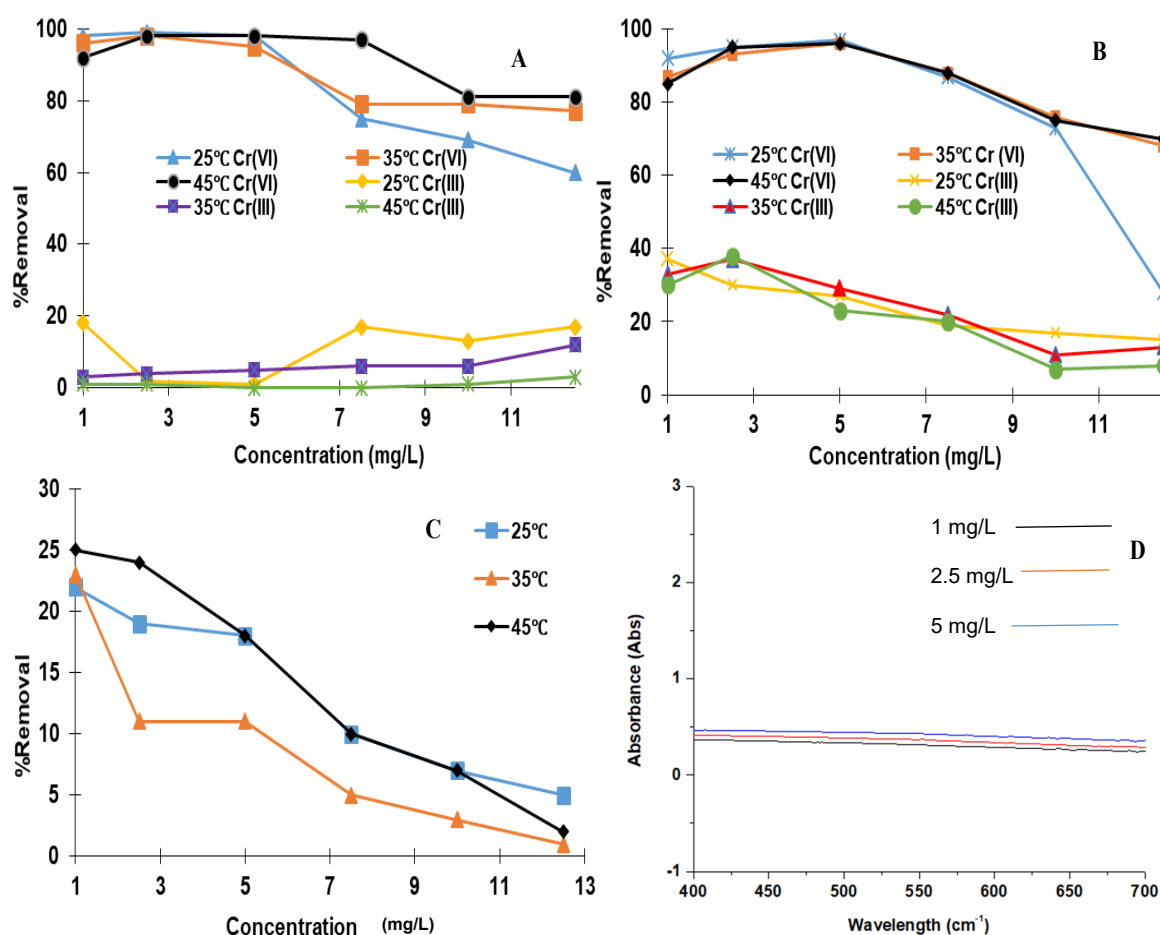 100
80
60
40
20
0
%Removal
A
25℃ Cr(VI)
35℃ Cr(VI)
45℃ Cr(VI)
25℃ Cr(III)
35℃ Cr(III)
45℃ Cr(III)
1 3 5 7 9 11
Concentration (mg/L)
100
80
60
40
20
0
%Removal
B
25℃ Cr(VI)
35℃ Cr (VI)
45℃ Cr(VI)
25℃ Cr(III)
35℃ Cr(III)
45℃ Cr(III)
1 3 5 7 9 11
Concentration (mg/L)
30
25
20
15
10
5
0
%Removal
C
25℃
35℃
45℃
1 3 5 7 9 11 13
Concentration (mg/L)
3
2
1
0
-1
Absorbance (Abs)
1 mg/L
D
2.5 mg/L
5 mg/L
400 450 500 550 600 650 700
Wavelength (cm⁻¹)